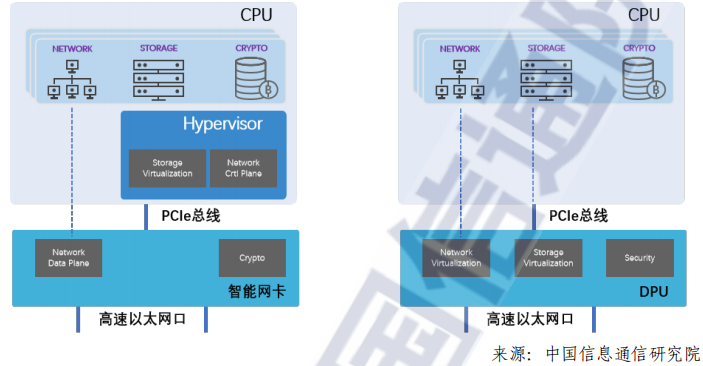 CPU
NETWORK
STORAGE
CRYPTO
Hypervisor
Storage
Virtualization
Network
Crtl Plane
PCIe总线
Network
Data Plane
Crypto
智能网卡
高速以太网口
CPU
NETWORK
STORAGE
CRYPTO
PCIe总线
Network
Virtualization
Storage
Virtualization
Security
DPU
高速以太网口
来源：中国信息通信研究院